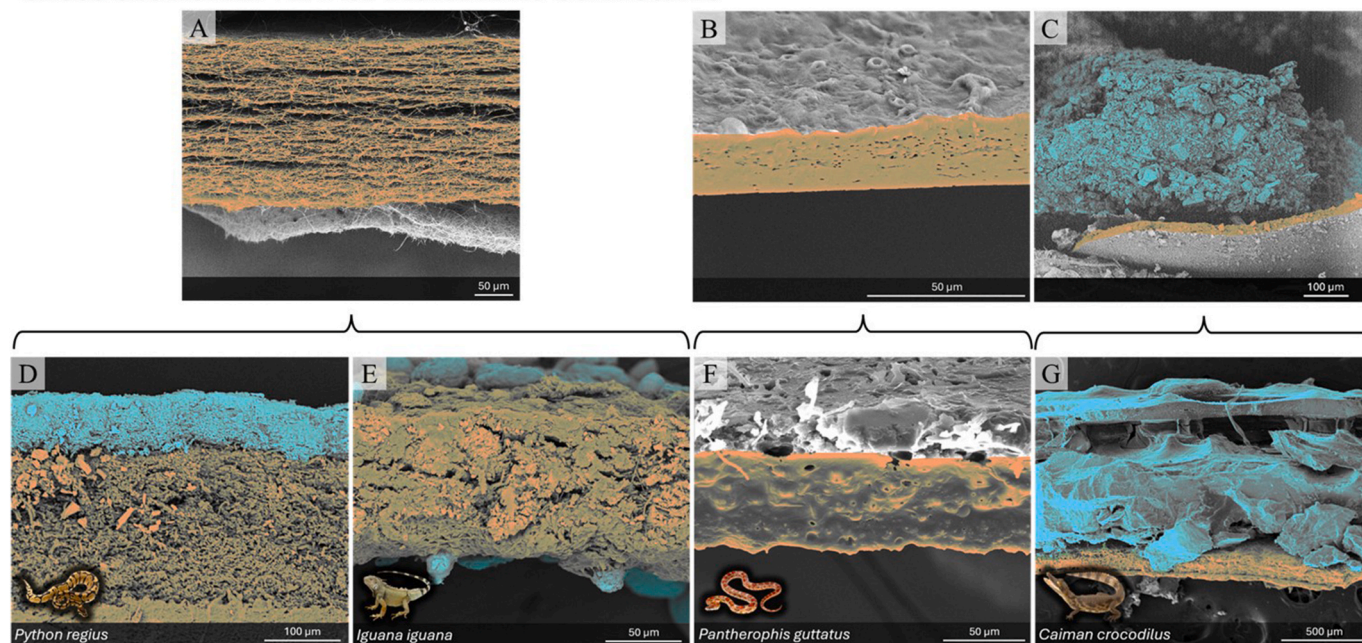 A
50 µm
B
50 µm
C
100 µm
D
Python regius
100 µm
E
Iguana iguana
50 µm
F
Pantherophis guttatus
50 µm
G
Caiman crocodilus
500 µm